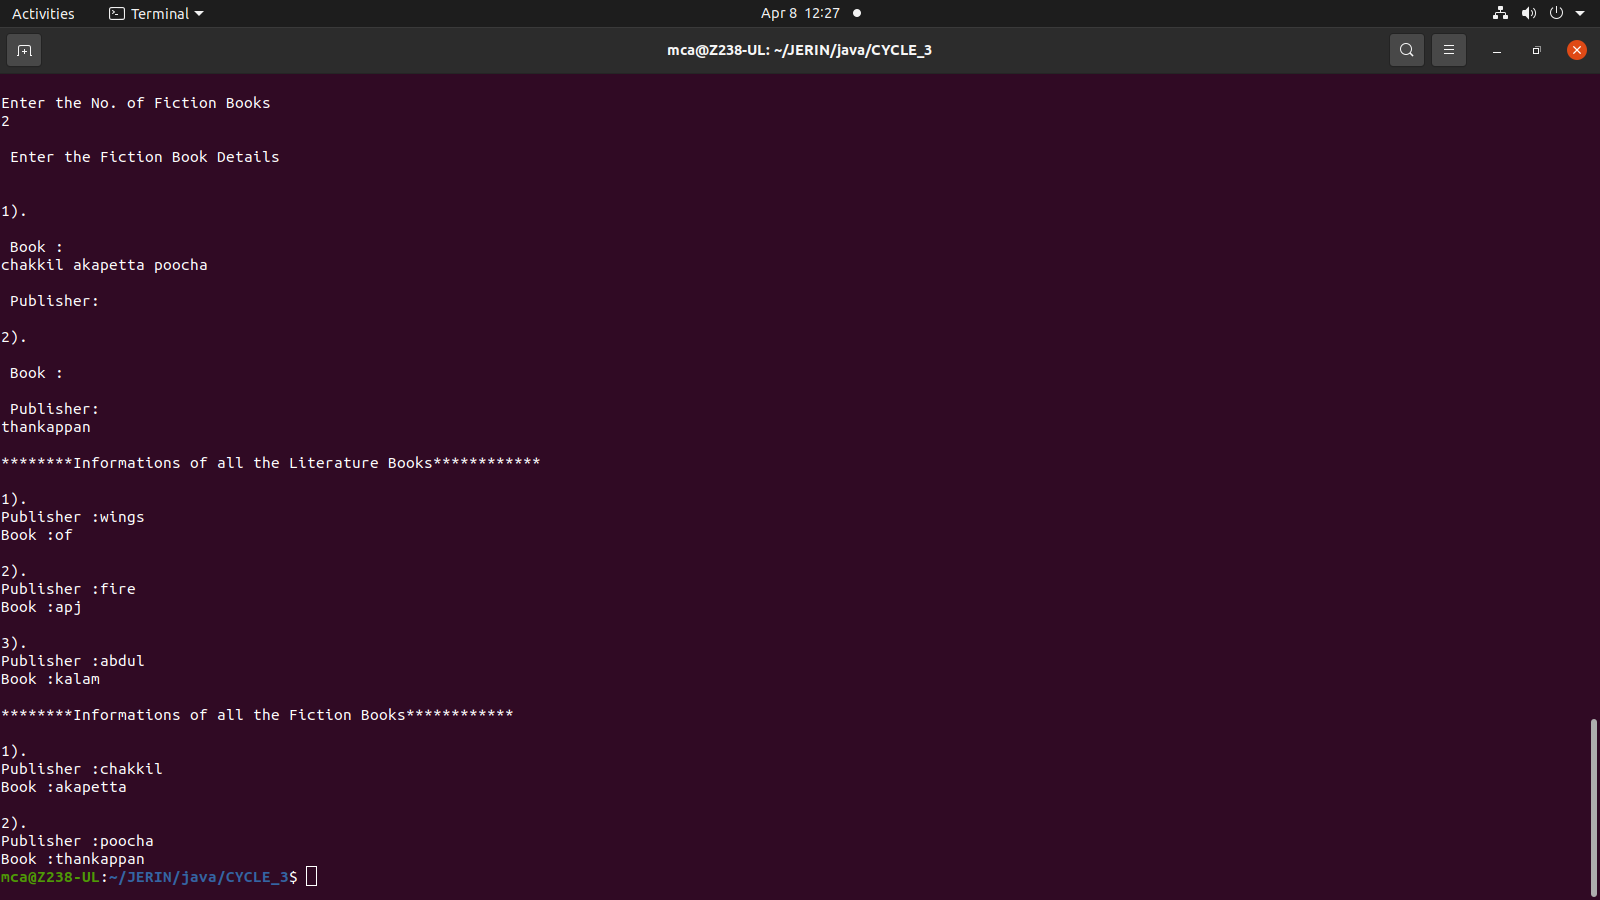 Activities
Terminal
Apr 8 12:27
mca@Z238-UL: ~/JERIN/java/CYCLE_3
Enter the No. of Fiction Books
2
Enter the Fiction Book Details
1).
Book :
chakkil akapetta poocha
Publisher:
2).
Book :
Publisher:
thankappan
********Informations of all the Literature Books************
1).
Publisher :wings
Book :of
2).
Publisher :fire
Book :apj
3).
Publisher :abdul
Book :kalam
********Informations of all the Fiction Books************
1).
Publisher :chakkil
Book :akapetta
2).
Publisher :poocha
Book :thankappan
mca@Z238-UL:~/JERIN/java/CYCLE_3$